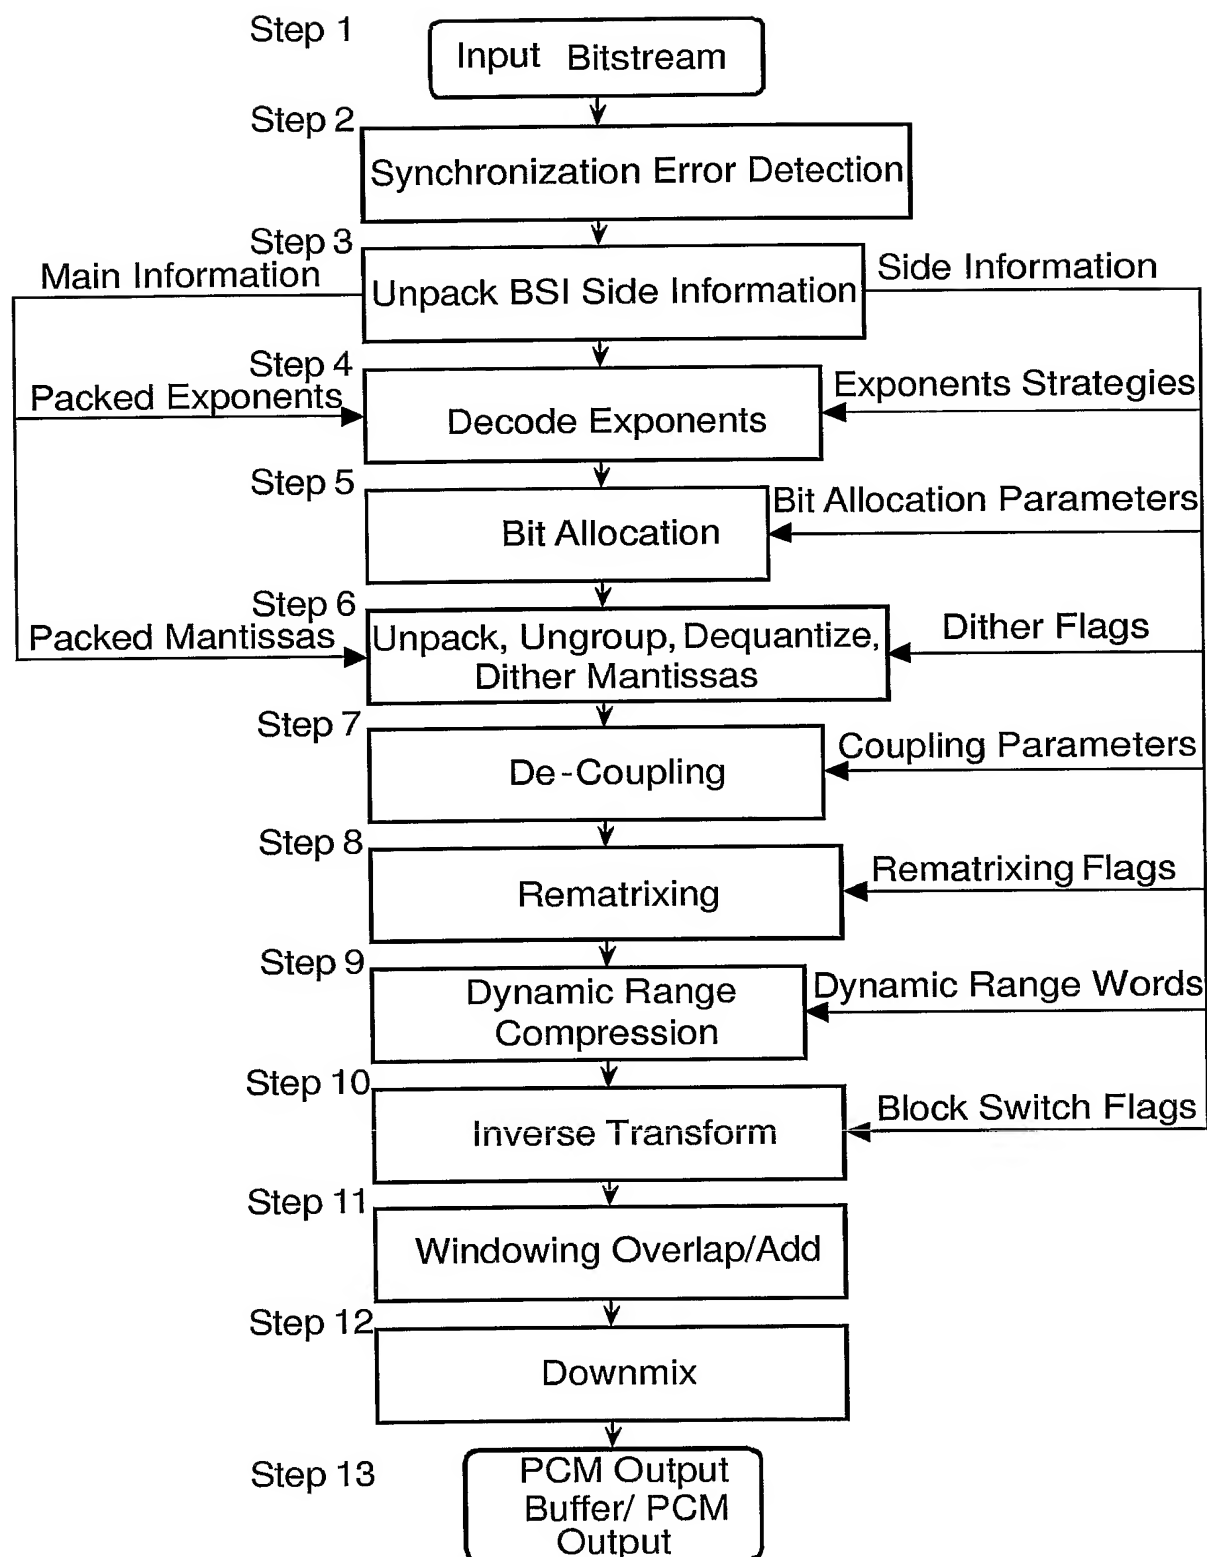 Step 1
Input Bitstream
Step 2
Synchronization Error Detection
Step 3
Main Information
Unpack BSI Side Information
Side Information
Step 4
Packed Exponents
Decode Exponents
Exponents Strategies
Step 5
Bit Allocation
Bit Allocation Parameters
Step 6
Packed Mantissas
Unpack, Ungroup, Dequantize,
Dither Mantissas
Dither Flags
Step 7
De-Coupling
Coupling Parameters
Step 8
Rematrixing
Rematrixing Flags
Step 9
Dynamic Range
Compression
Dynamic Range Words
Step 10
Inverse Transform
Block Switch Flags
Step 11
Windowing Overlap/Add
Step 12
Downmix
Step 13
PCM Output
Buffer/ PCM
Output